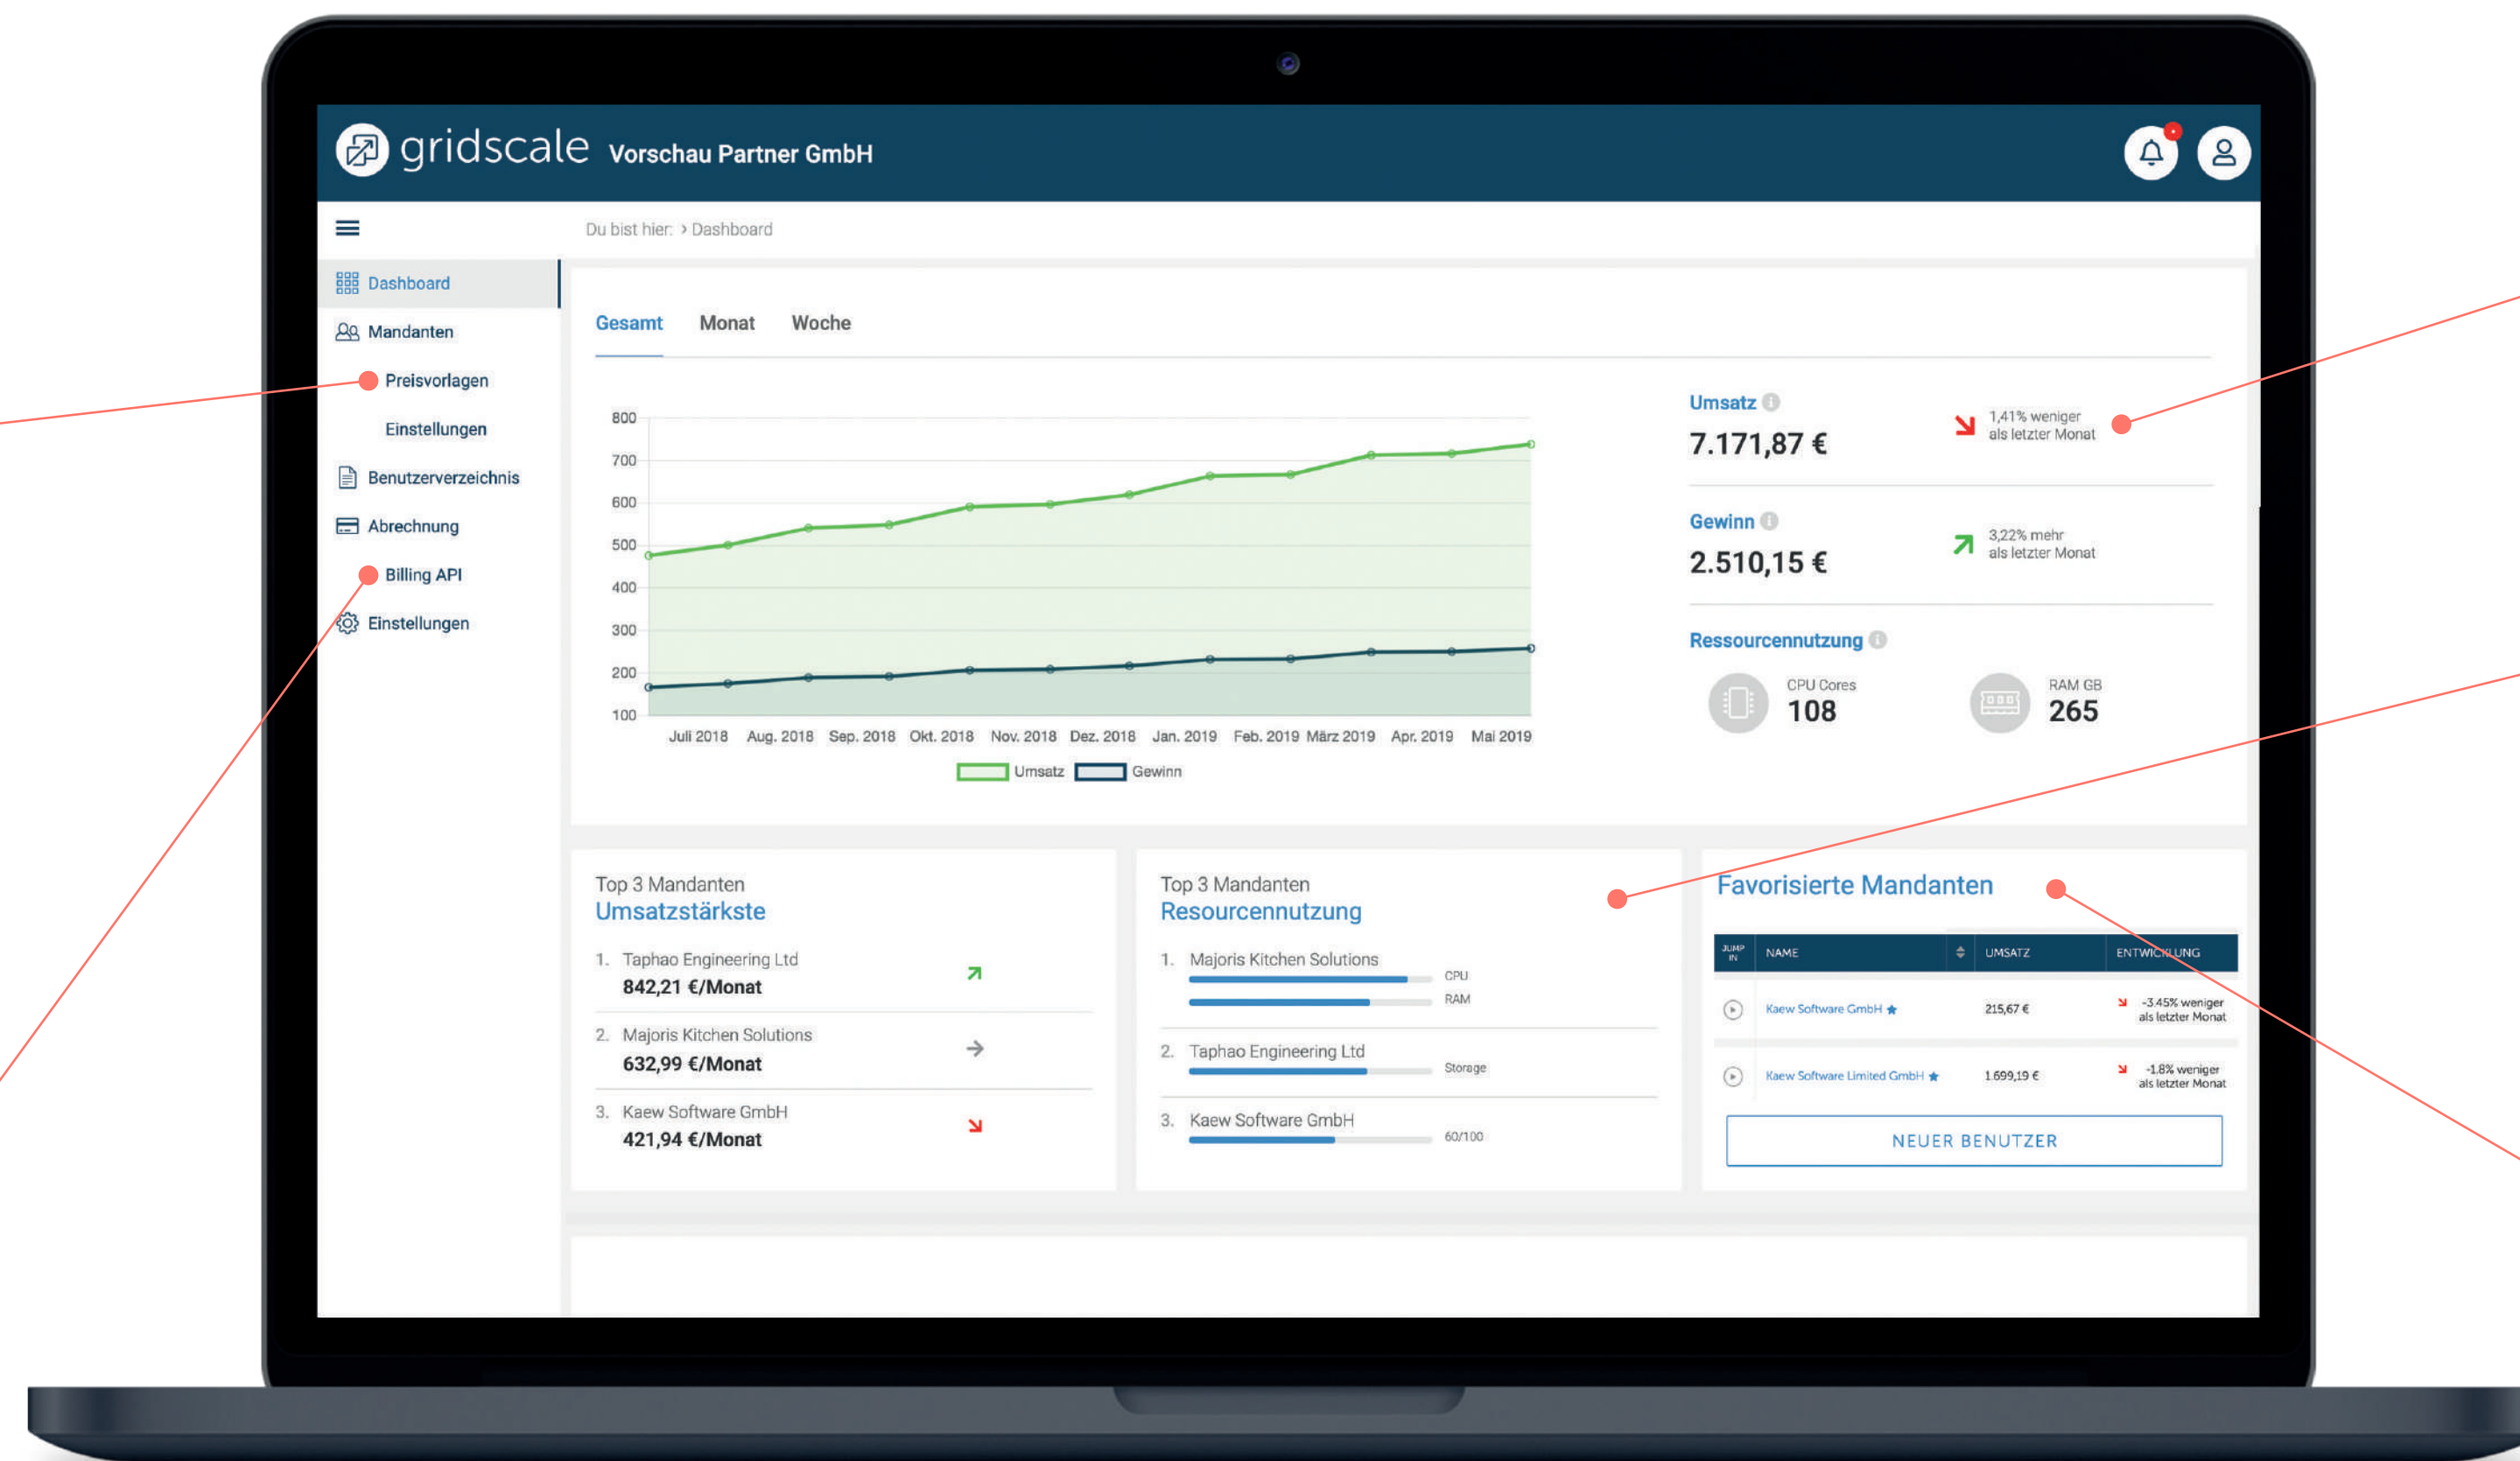 gridscale Vorschau Partner GmbH
Du bist hier: > Dashboard
Dashboard
Mandanten
Preisvorlagen
Einstellungen
Benutzerverzeichnis
Abrechnung
Billing API
Einstellungen
Gesamt Monat Woche
800
700
600
500
400
300
200
100
Juli 2018 Aug. 2018 Sep. 2018 Okt. 2018 Nov. 2018 Dez. 2018 Jan. 2019 Feb. 2019 März 2019 Apr. 2019 Mai 2019
Umsatz Gewinn
Umsatz
7.171,87 €
1,41% weniger
als letzter Monat
Gewinn
2.510,15 €
3,22% mehr
als letzter Monat
Ressourcennutzung
CPU Cores
108
RAM GB
265
Top 3 Mandanten
Umsatzstärkste
1. Taphao Engineering Ltd
842,21 €/Monat
2. Majoris Kitchen Solutions
632,99 €/Monat
3. Kaew Software GmbH
421,94 €/Monat
Top 3 Mandanten
Resourcennutzung
1. Majoris Kitchen Solutions
CPU
RAM
2. Taphao Engineering Ltd
Storage
3. Kaew Software GmbH
60/100
Favorisierte Mandanten
JUMP IN NAME UMSATZ ENTWICKLUNG
Kaew Software GmbH 215,67 € -3.45% weniger
als letzter Monat
Kaew Software Limited GmbH 1.699,19 € -1.8% weniger
als letzter Monat
NEUER BENUTZER